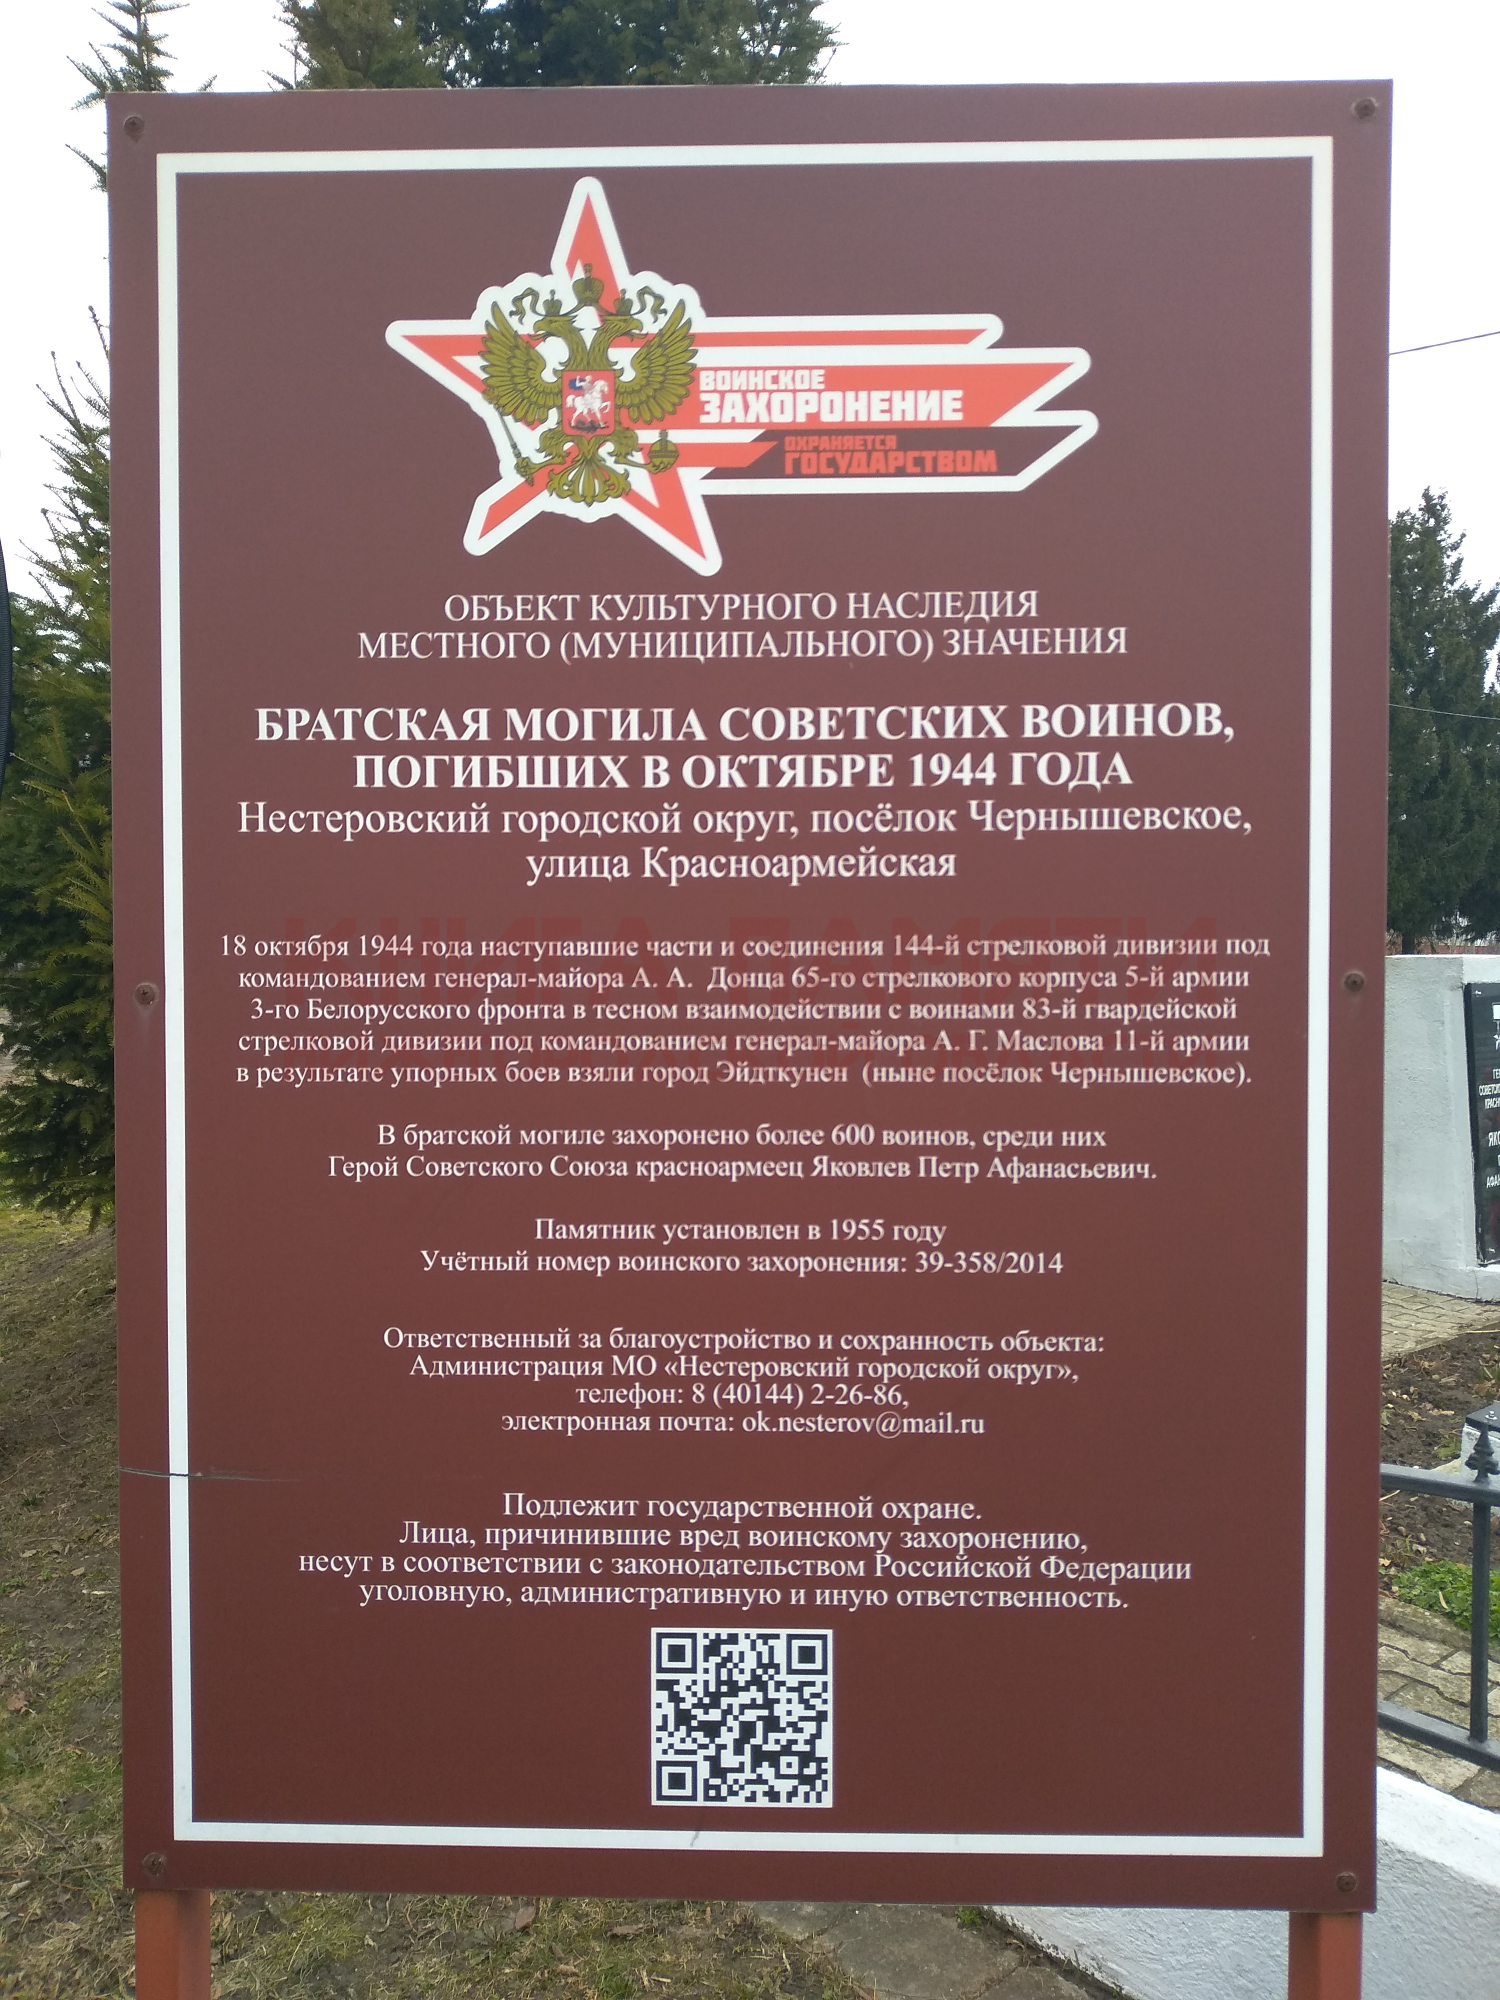 ВОИНСКОЕ
ЗАХОРОНЕНИЕ
ОХРАНЯЕТСЯ
ГОСУДАРСТВОМ
ОБЪЕКТ КУЛЬТУРНОГО НАСЛЕДИЯ
МЕСТНОГО (МУНИЦИПАЛЬНОГО) ЗНАЧЕНИЯ
БРАТСКАЯ МОГИЛА СОВЕТСКИХ ВОИНОВ,
ПОГИБШИХ В ОКТЯБРЕ 1944 ГОДА
Нестеровский городской округ, посёлок Чернышевское,
улица Красноармейская
КНИГА ПАМЯТИ
18 октября 1944 года наступавшие части и соединения 144-й стрелковой дивизии под
командованием генерал-майора А. А. Донца 65-го стрелкового корпуса 5-й армии
3-го Белорусского фронта в тесном взаимодействии с воинами 83-й гвардейской
стрелковой дивизии под командованием генерал-майора А. Г. Маслова 11-й армии
в результате упорных боев взяли город Эйдткунен (ныне посёлок Чернышевское).
В братской могиле захоронено более 600 воинов, среди них
Герой Советского Союза красноармеец Яковлев Петр Афанасьевич.
Памятник установлен в 1955 году
Учётный номер воинского захоронения: 39-358/2014
Ответственный за благоустройство и сохранность объекта:
Администрация МО «Нестеровский городской округ»,
телефон: 8 (40144) 2-26-86,
электронная почта: ok.nesterov@mail.ru
Подлежит государственной охране.
Лица, причинившие вред воинскому захоронению,
несут в соответствии с законодательством Российской Федерации
уголовную, административную и иную ответственность.